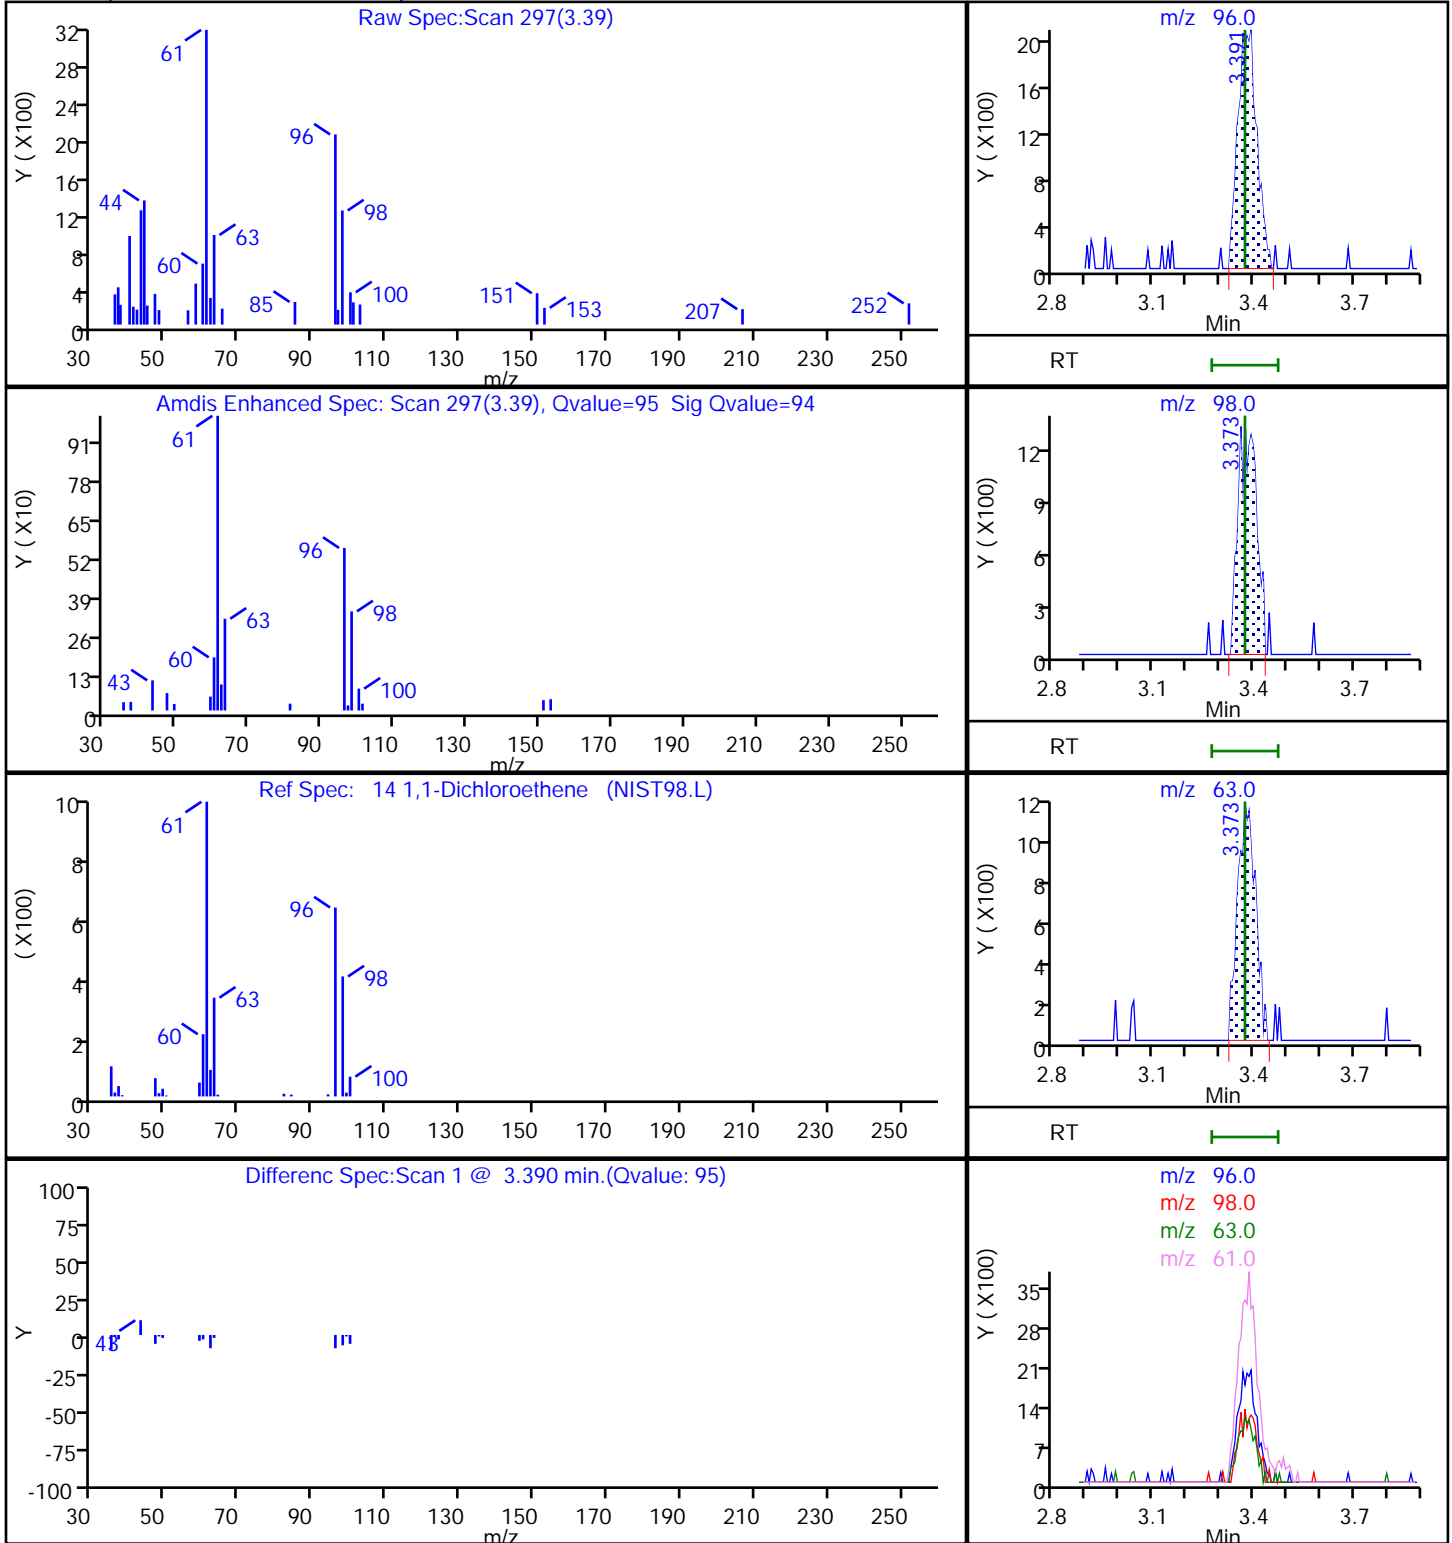 Raw Spec:Scan 297(3.39)
Y ( X100)
32
28
24
20
16
12
8
4
0
61
96
44
98
63
60
85
100
151
153
207
252
30 50 70 90 110 130 150 170 190 210 230 250
m/z
m/z 96.0
Y ( X100)
20
16
12
8
4
0
3.391
2.8 3.1 3.4 3.7
Min
RT
Amdis Enhanced Spec: Scan 297(3.39), Qvalue=95 Sig Qvalue=94
Y ( X10)
91
78
65
52
39
26
13
0
61
96
63
98
60
43
100
30 50 70 90 110 130 150 170 190 210 230 250
m/z
m/z 98.0
Y ( X100)
12
9
6
3
0
3.373
2.8 3.1 3.4 3.7
Min
RT
Ref Spec: 14 1,1-Dichloroethene (NIST98.L)
( X100)
10
8
6
4
2
0
61
96
98
63
60
100
30 50 70 90 110 130 150 170 190 210 230 250
m/z 63.0
Y ( X100)
12
10
8
6
4
2
0
3.373
2.8 3.1 3.4 3.7
Min
RT
Differenc Spec:Scan 1 @ 3.390 min.(Qvalue: 95)
Y
100
75
50
25
0
-25
-50
-75
-100
30 50 70 90 110 130 150 170 190 210 230 250
m/z
m/z 96.0
m/z 98.0
m/z 63.0
m/z 61.0
Y ( X100)
35
28
21
14
7
0
2.8 3.1 3.4 3.7
Min